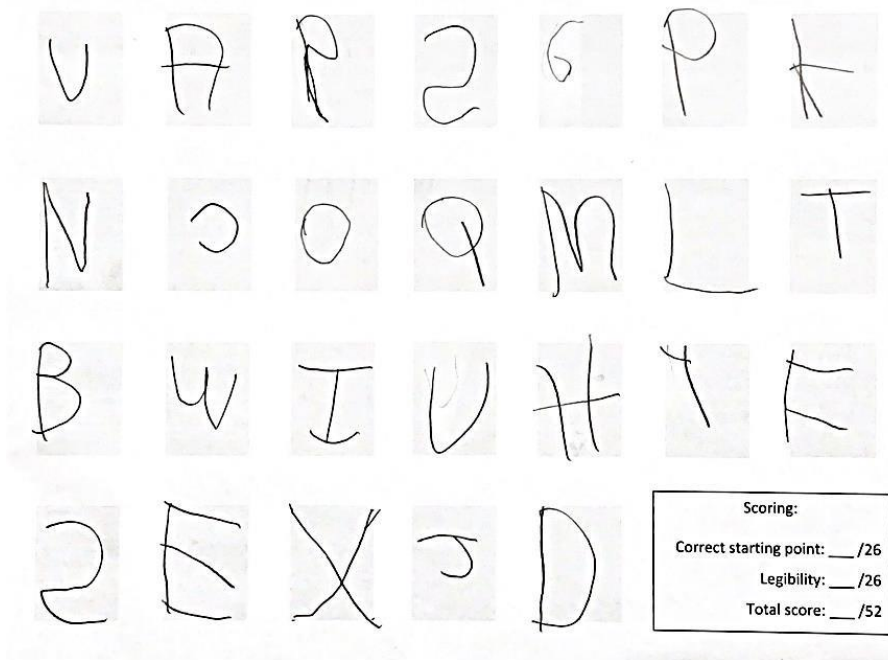 V A R G P K
N C O Q M L T
B W I U H Y F
E X J D
Scoring:
Correct starting point: ___ /26
Legibility: ___ /26
Total score: ___ /52